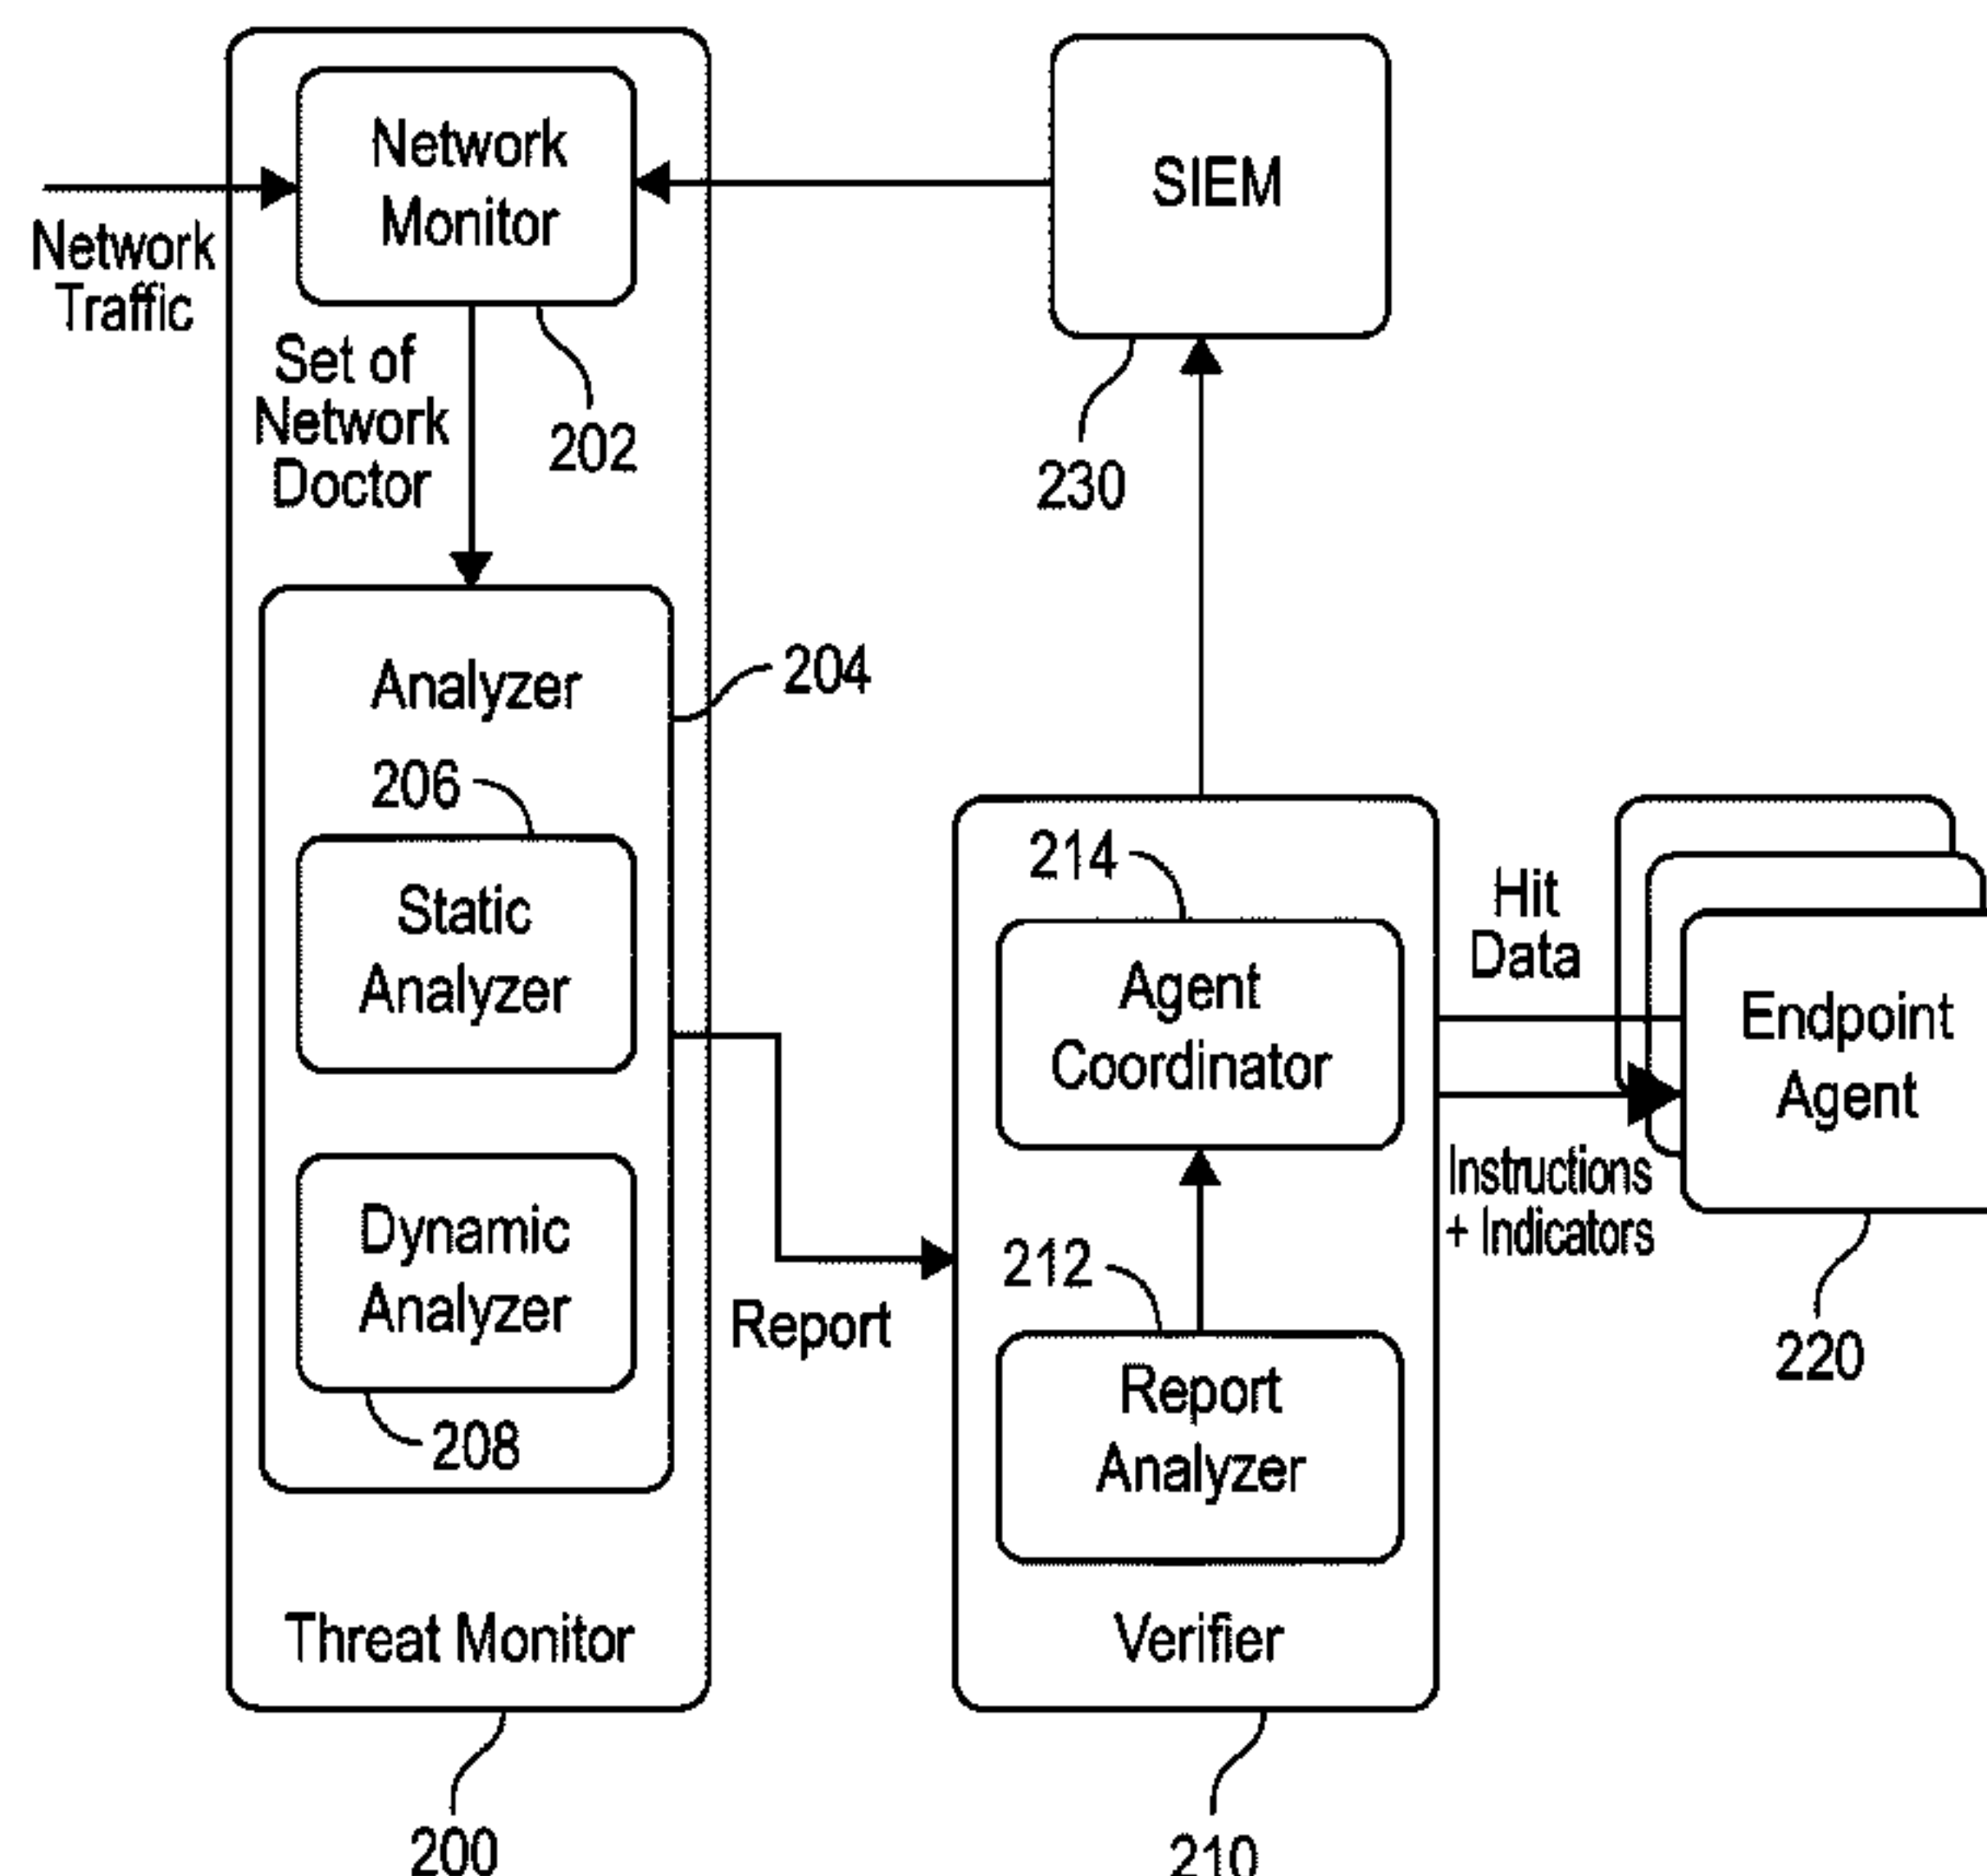 Network
Monitor
SIEM
Network
Traffic
Set of
Network
Doctor
202
230
Analyzer
204
206
Static
Analyzer
Dynamic
Analyzer
208
Threat Monitor
200
Report
214
Agent
Coordinator
212
Report
Analyzer
Verifier
210
Hit
Data
Instructions
+ Indicators
Endpoint
Agent
220